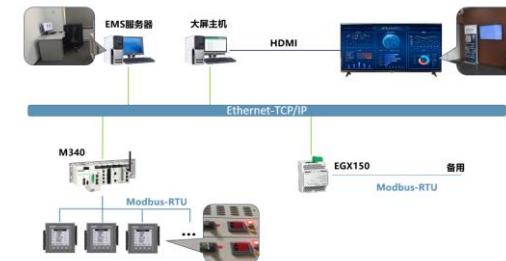 EMS服务器
大屏主机
HDMI
Ethernet-TCP/IP
M340
EGX150
备用
Modbus-RTU
Modbus-RTU
...